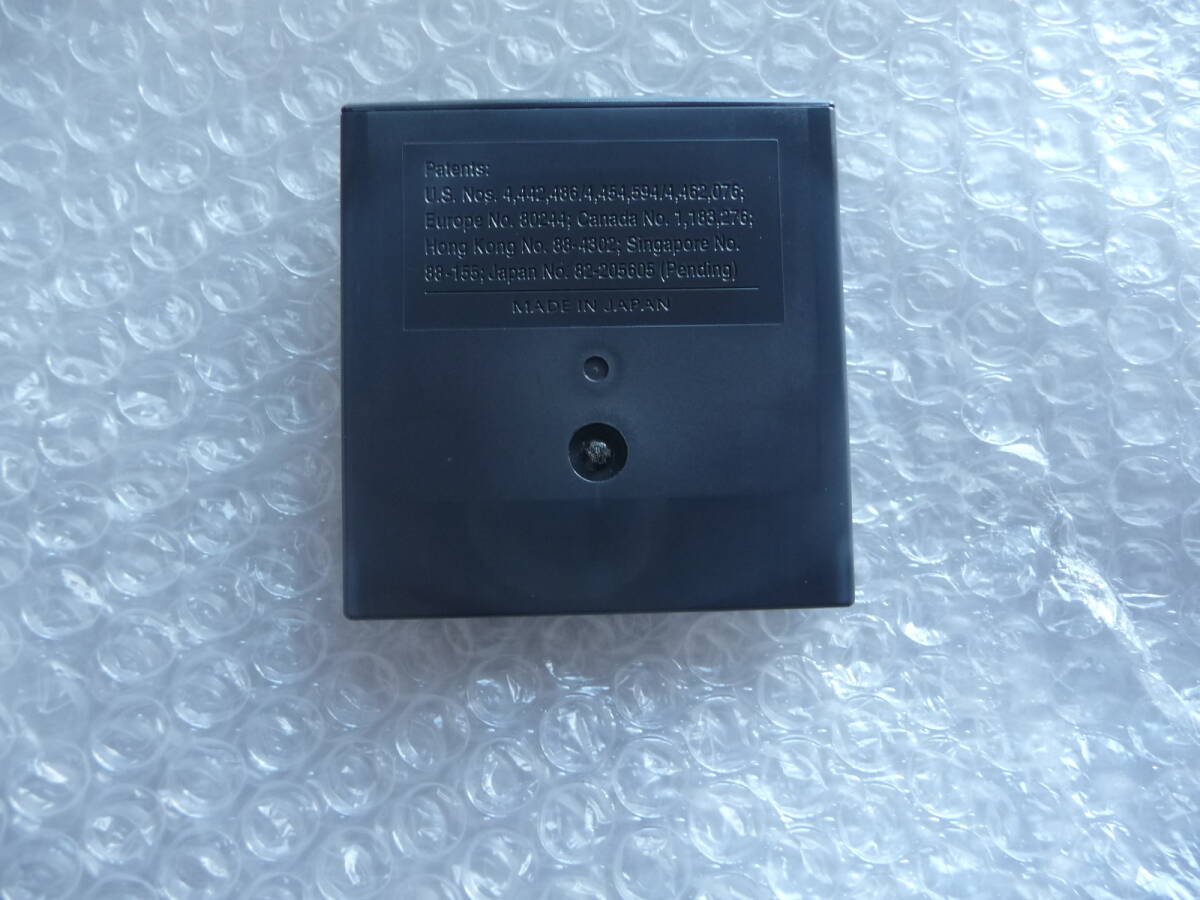 Patents:
U.S. Nos. 4,442,486/4,454,594/4,462,076;
Europe No. 80244; Canada No. 1,183,276;
Hong Kong No. 88-4302; Singapore No.
88-155; Japan No. 82-205605 (Pending)
MADE IN JAPAN